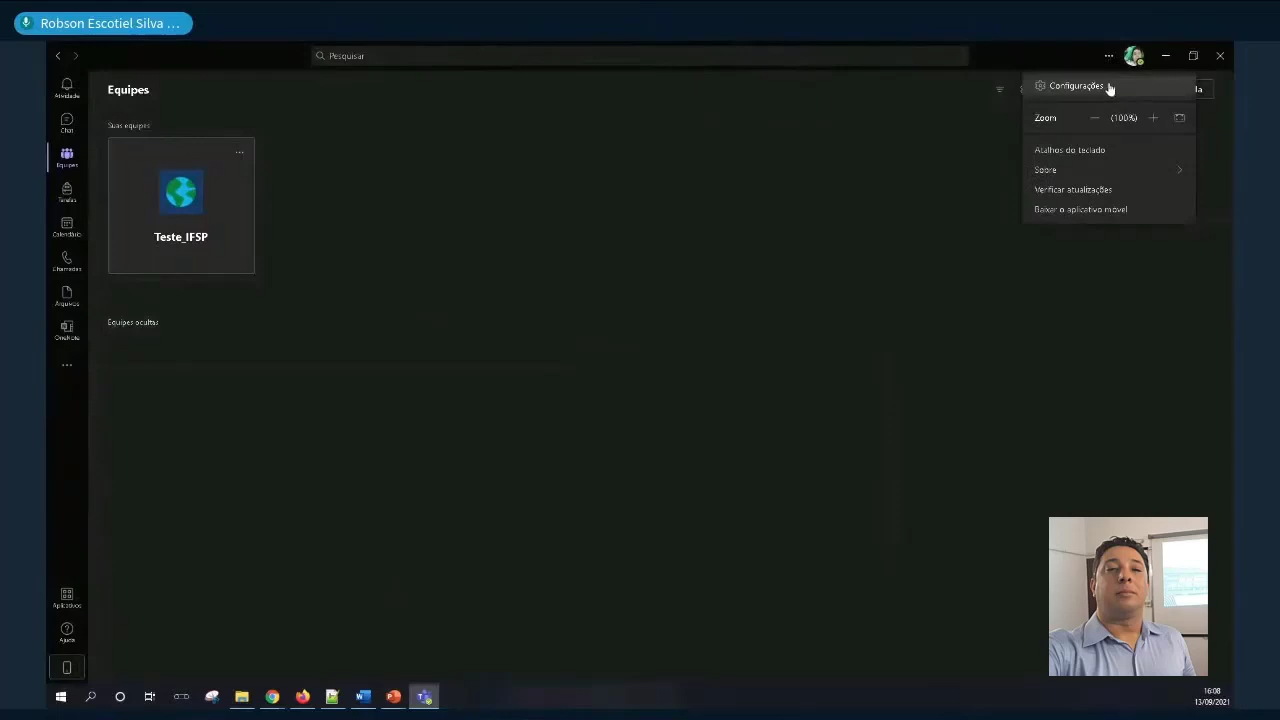 Robson Escotiel Silva ...
Pesquisar
Atividade
Chat
Equipes
Tarefas
Calendário
Chamadas
Arquivos
OneNote
Aplicativos
Ajuda
Equipes
Suas equipes
Teste_IFSP
Equipes ocultas
Configurações
la
Zoom
(100%)
Atalhos do teclado
Sobre
Verificar atualizações
Baixar o aplicativo móvel
16:08
13/09/2021